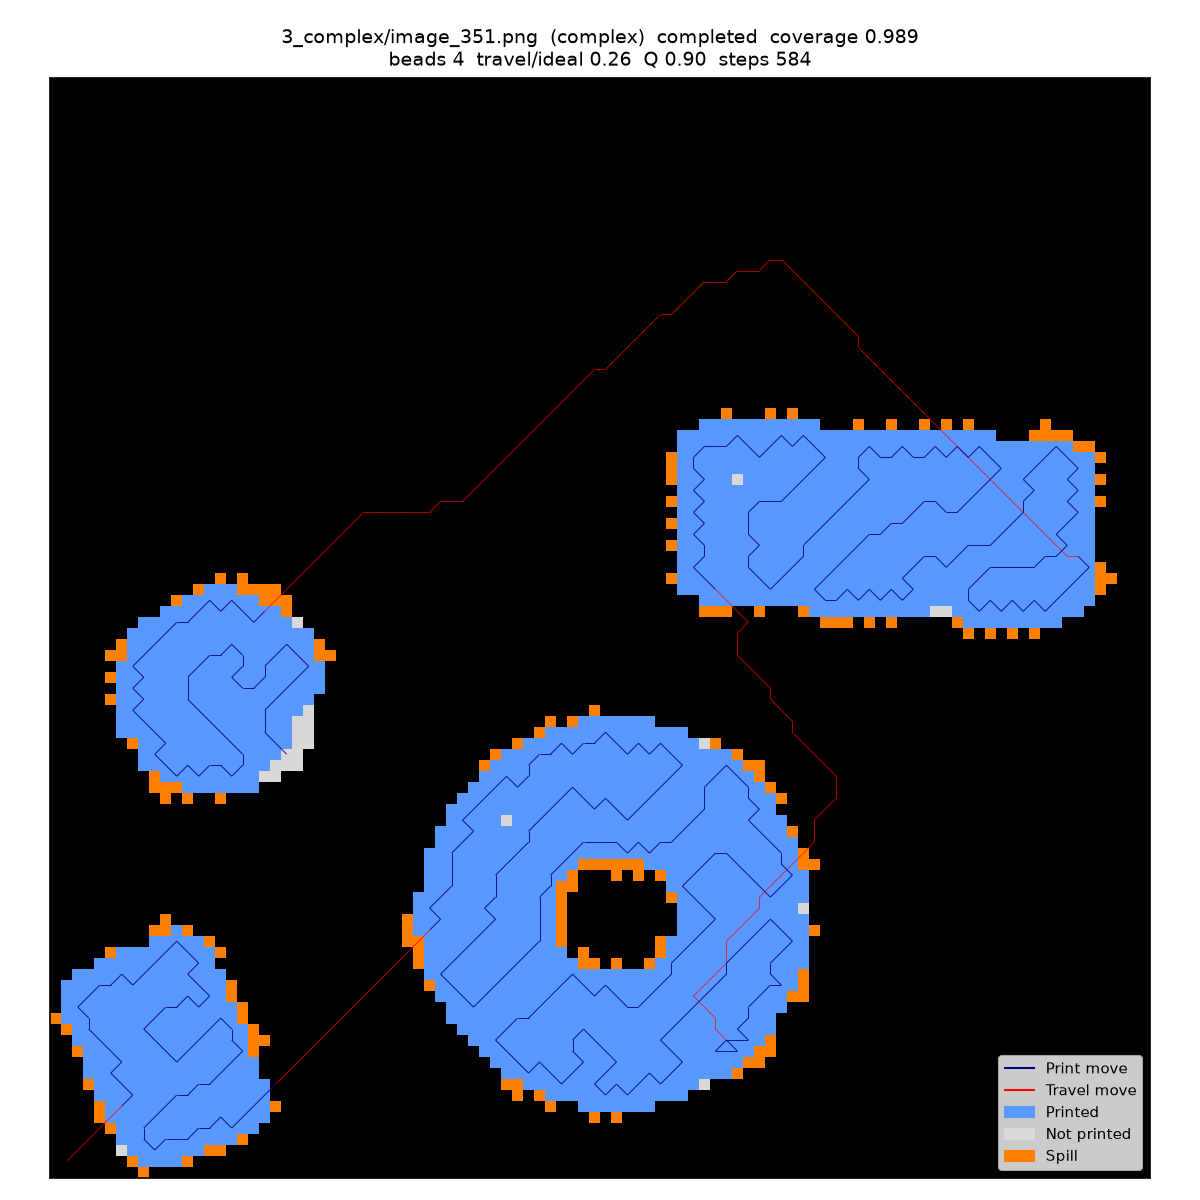 3_complex/image_351.png  (complex)  completed  coverage 0.989
beads 4  travel/ideal 0.26  Q 0.90  steps 584
Print move
Travel move
Printed
Not printed
Spill